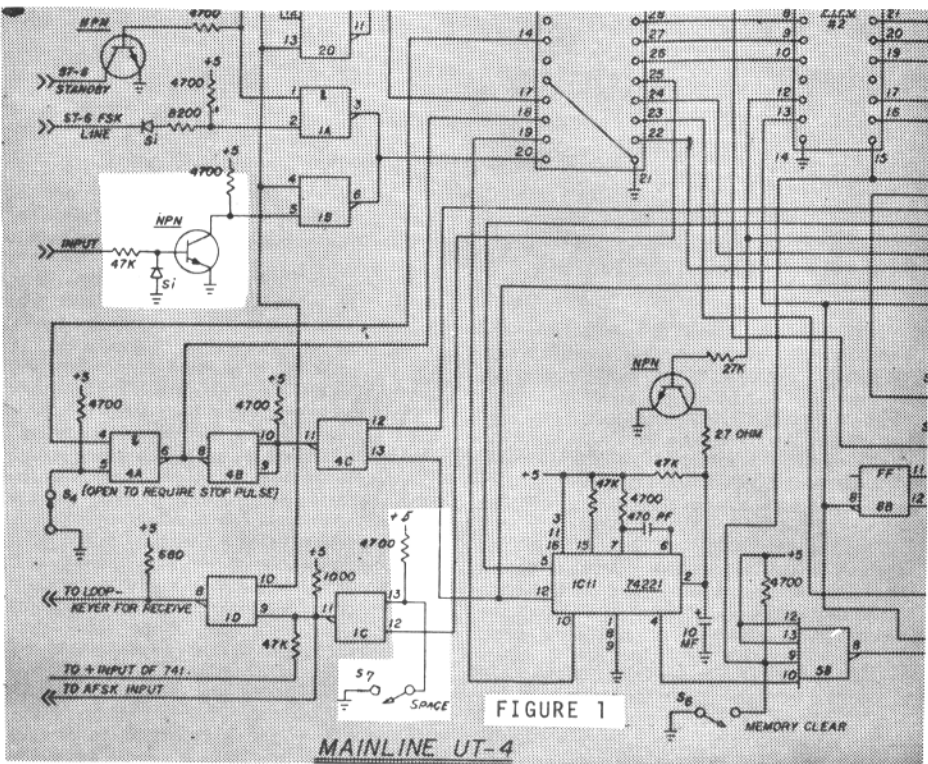 NPN
4700
ST-6
STANDBY
+5
4700
ST-6 FSK
LINE
Si
8200
13
11
2D
1
2
3
1A
+5
4700
4
5
6
1B
INPUT
47K
NPN
Si
14
17
18
19
20
28
27
26
25
24
23
22
21
8
9
10
12
13
14
#2
21
20
19
17
16
15
+5
4700
4
5
6
4A
8
4B
10
9
+5
4700
11
4C
12
13
S4 (OPEN TO REQUIRE STOP PULSE)
+5
680
TO LOOP-
KEYER FOR RECEIVE
8
1D
10
9
+5
1000
11
1C
13
12
+5
4700
47K
TO + INPUT OF 741.
TO AFSK INPUT
S7
SPACE
NPN
27K
27 OHM
+5
47K
47K
4700
470 PF
3
11
16
15
7
6
5
12
IC11
74221
2
10
1
8
9
4
+
10
MF
+5
4700
12
13
9
10
5B
8
FF
8
8B
11
12
S6
MEMORY CLEAR
FIGURE 1
MAINLINE UT-4